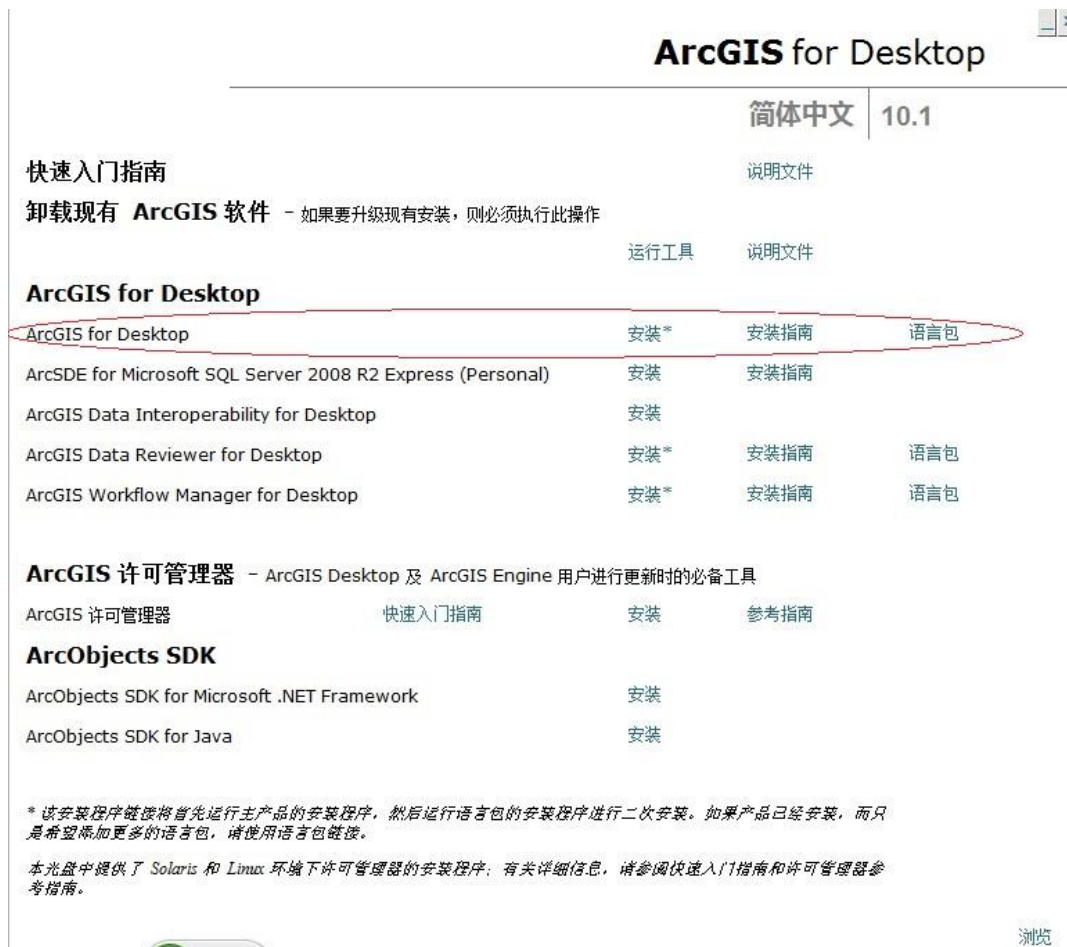 ArcGIS for Desktop
简体中文 10.1
快速入门指南 说明文件
卸载现有 ArcGIS 软件 - 如果要升级现有安装，则必须执行此操作
运行工具 说明文件
ArcGIS for Desktop
ArcGIS for Desktop 安装* 安装指南 语言包
ArcSDE for Microsoft SQL Server 2008 R2 Express (Personal) 安装 安装指南
ArcGIS Data Interoperability for Desktop 安装
ArcGIS Data Reviewer for Desktop 安装* 安装指南 语言包
ArcGIS Workflow Manager for Desktop 安装* 安装指南 语言包
ArcGIS 许可管理器 - ArcGIS Desktop 及 ArcGIS Engine 用户进行更新时的必备工具
ArcGIS 许可管理器 快速入门指南 安装 参考指南
ArcObjects SDK
ArcObjects SDK for Microsoft .NET Framework 安装
ArcObjects SDK for Java 安装
* 该安装程序链接将首先运行主产品的安装程序，然后运行语言包的安装程序进行二次安装。如果产品已经安装，而只
是希望添加更多的语言包，请使用语言包链接。
本光盘中提供了 Solaris 和 Linux 环境下许可管理器的安装程序；有关详细信息，请参阅快速入门指南和许可管理器参
考指南。
浏览